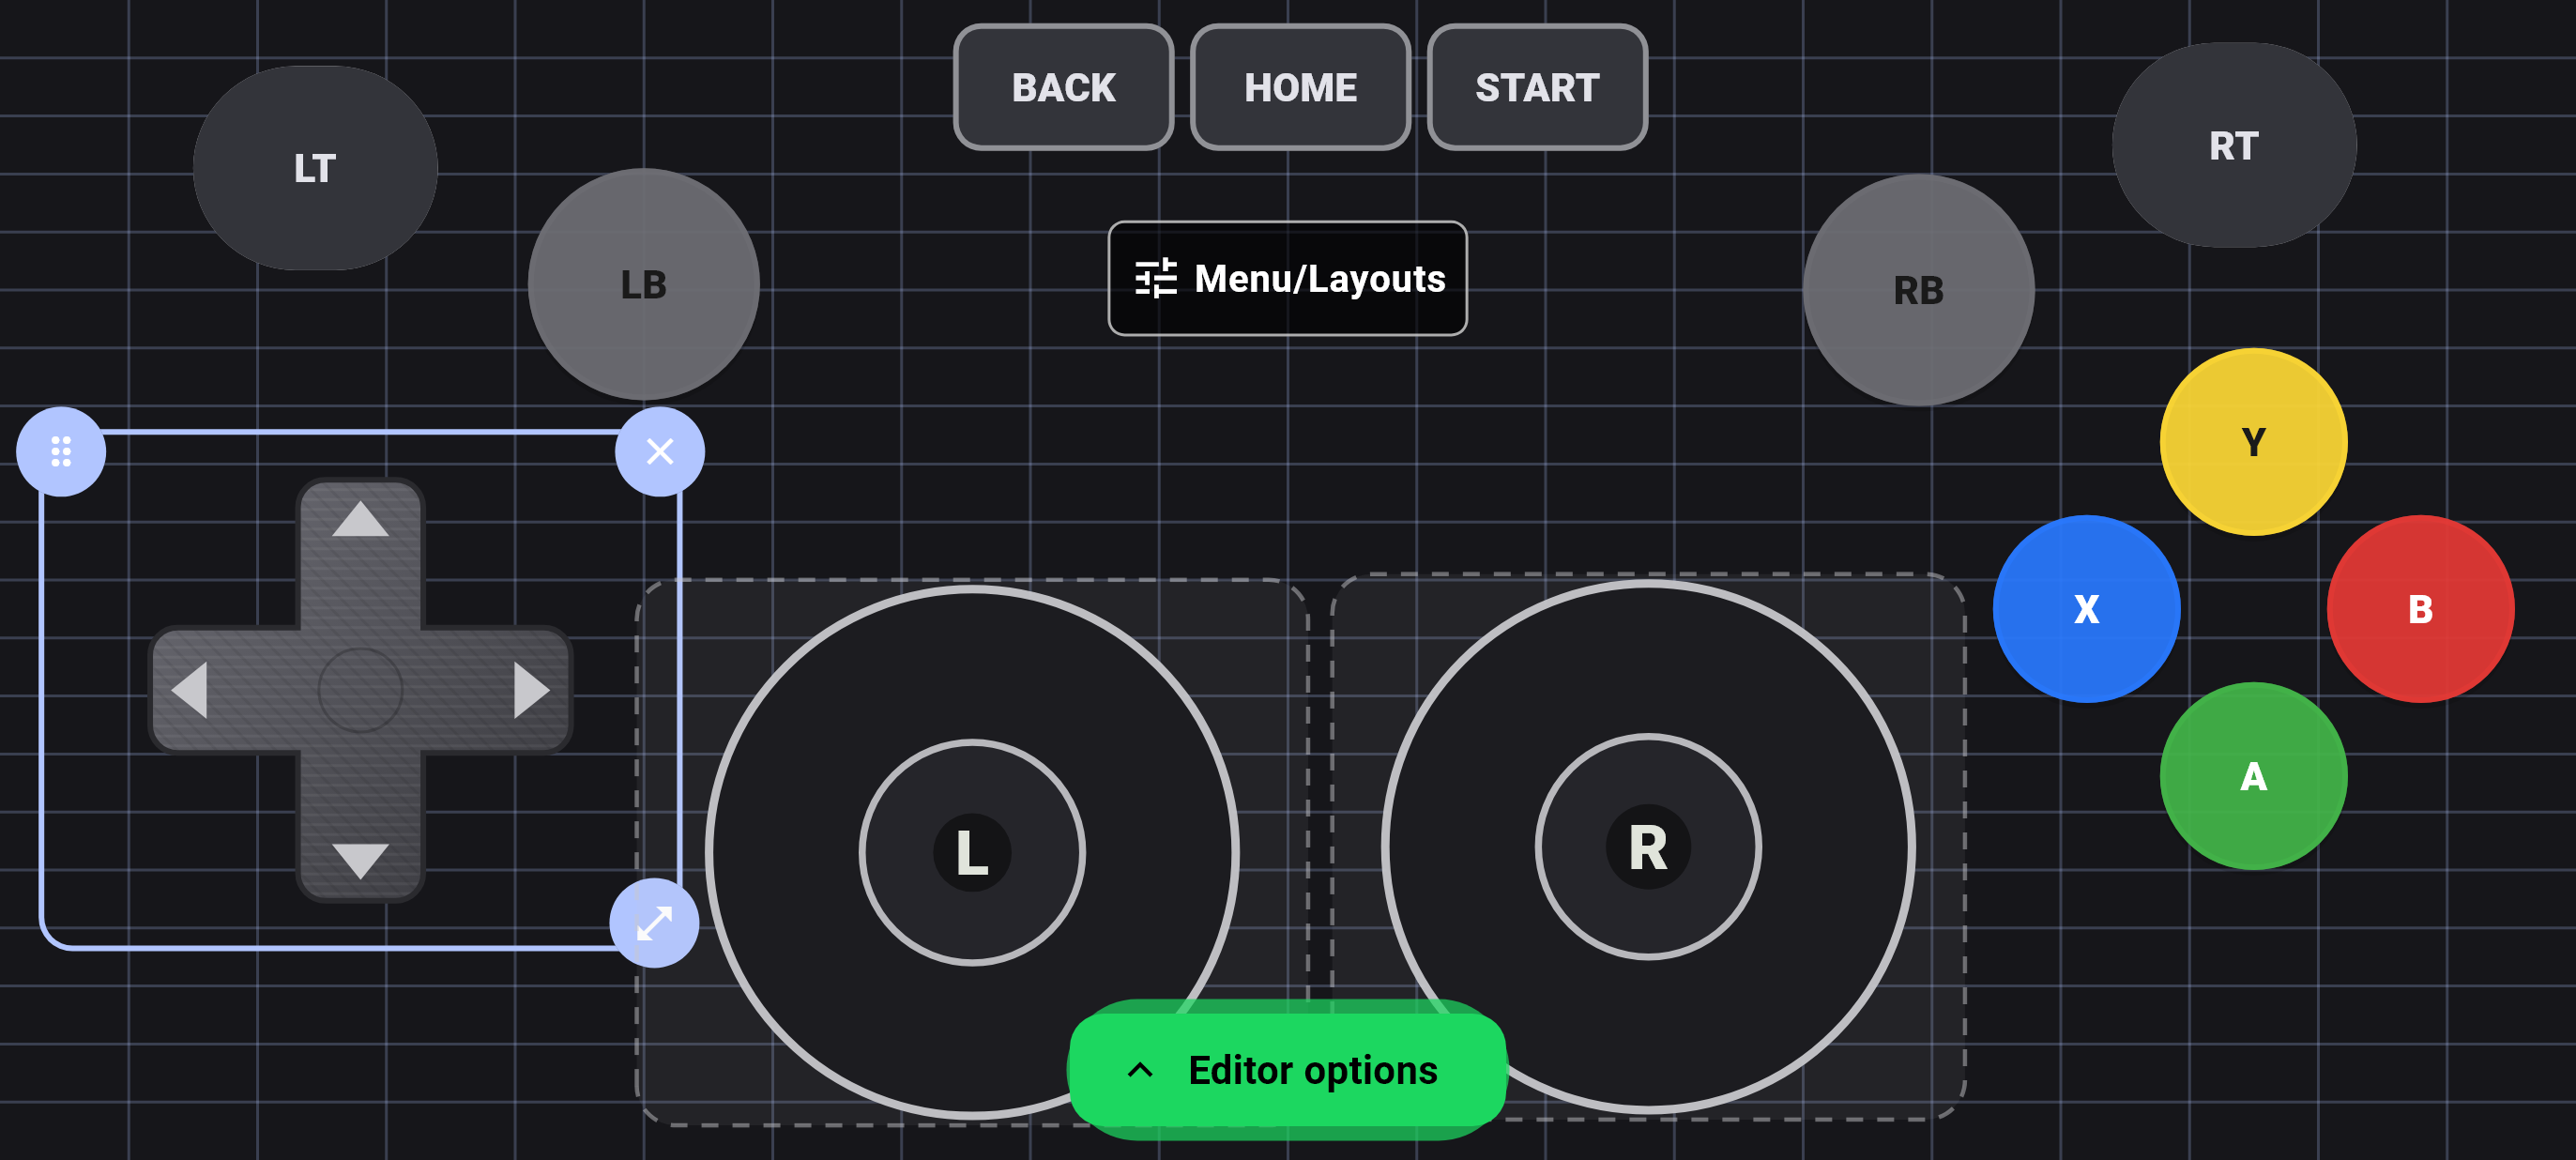 BACK
HOME
START
LT
RT
LB
Menu/Layouts
RB
Y
X
B
A
L
R
Editor options